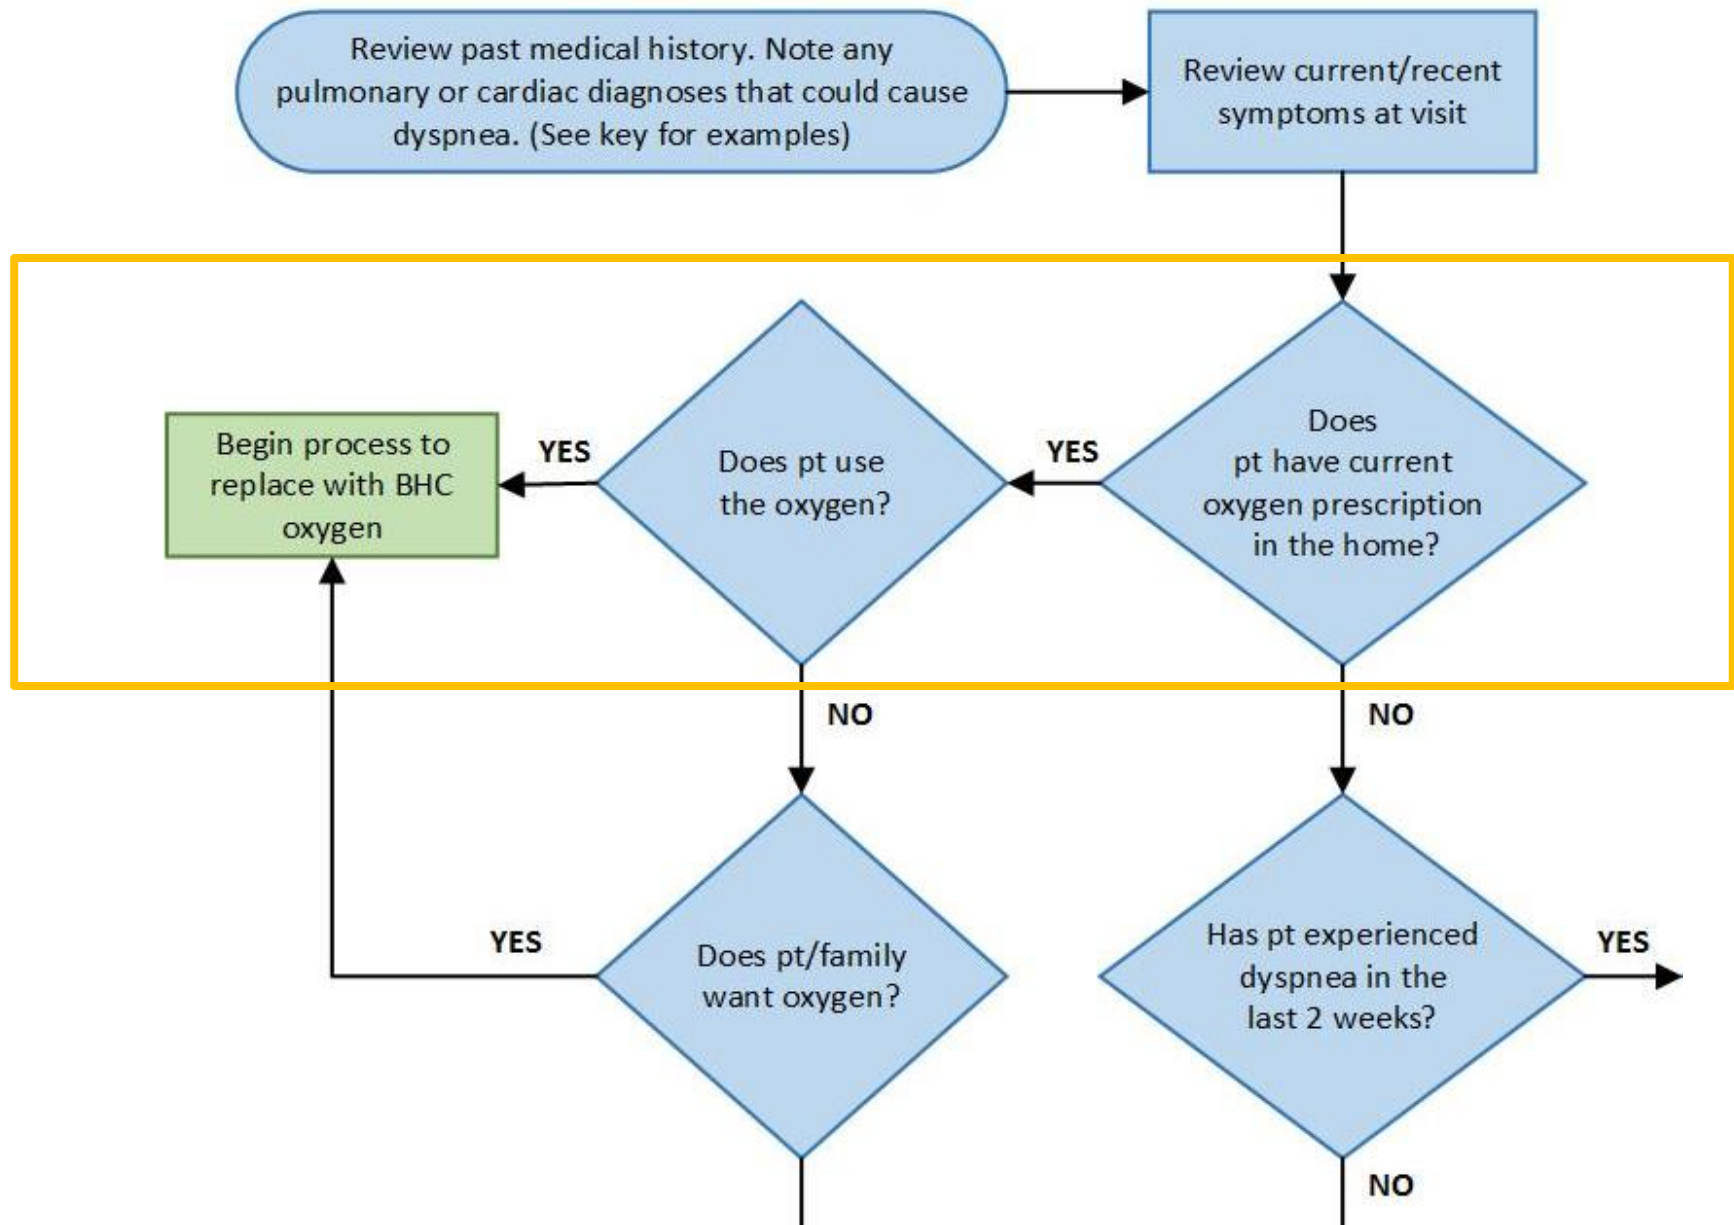 Review past medical history. Note any
pulmonary or cardiac diagnoses that could cause
dyspnea. (See key for examples)
Review current/recent
symptoms at visit
Begin process to
replace with BHC
oxygen
YES
Does pt use
the oxygen?
YES
Does
pt have current
oxygen prescription
in the home?
NO
NO
YES
Does pt/family
want oxygen?
Has pt experienced
dyspnea in the
last 2 weeks?
YES
NO